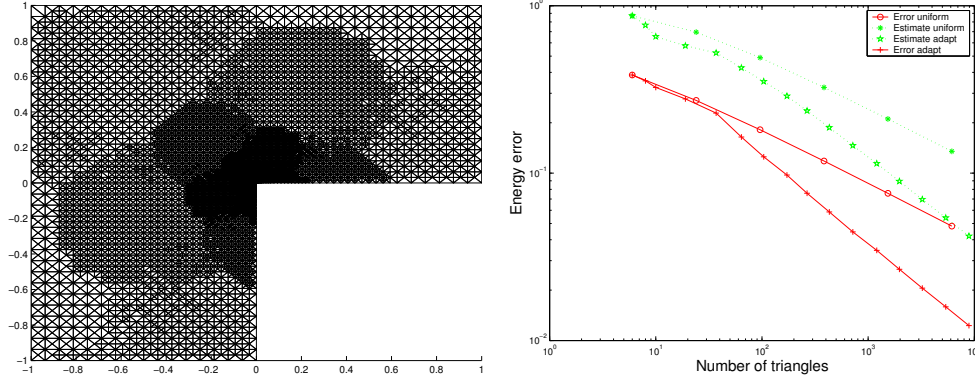 1
0.8
0.6
0.4
0.2
0
−0.2
−0.4
−0.6
−0.8
−1
−1 −0.8 −0.6 −0.4 −0.2 0 0.2 0.4 0.6 0.8 1
Error uniform
Estimate uniform
Estimate adapt
Error adapt
Energy error
10^0
10^-1
10^-2
10^0 10^1 10^2 10^3 10^4
Number of triangles